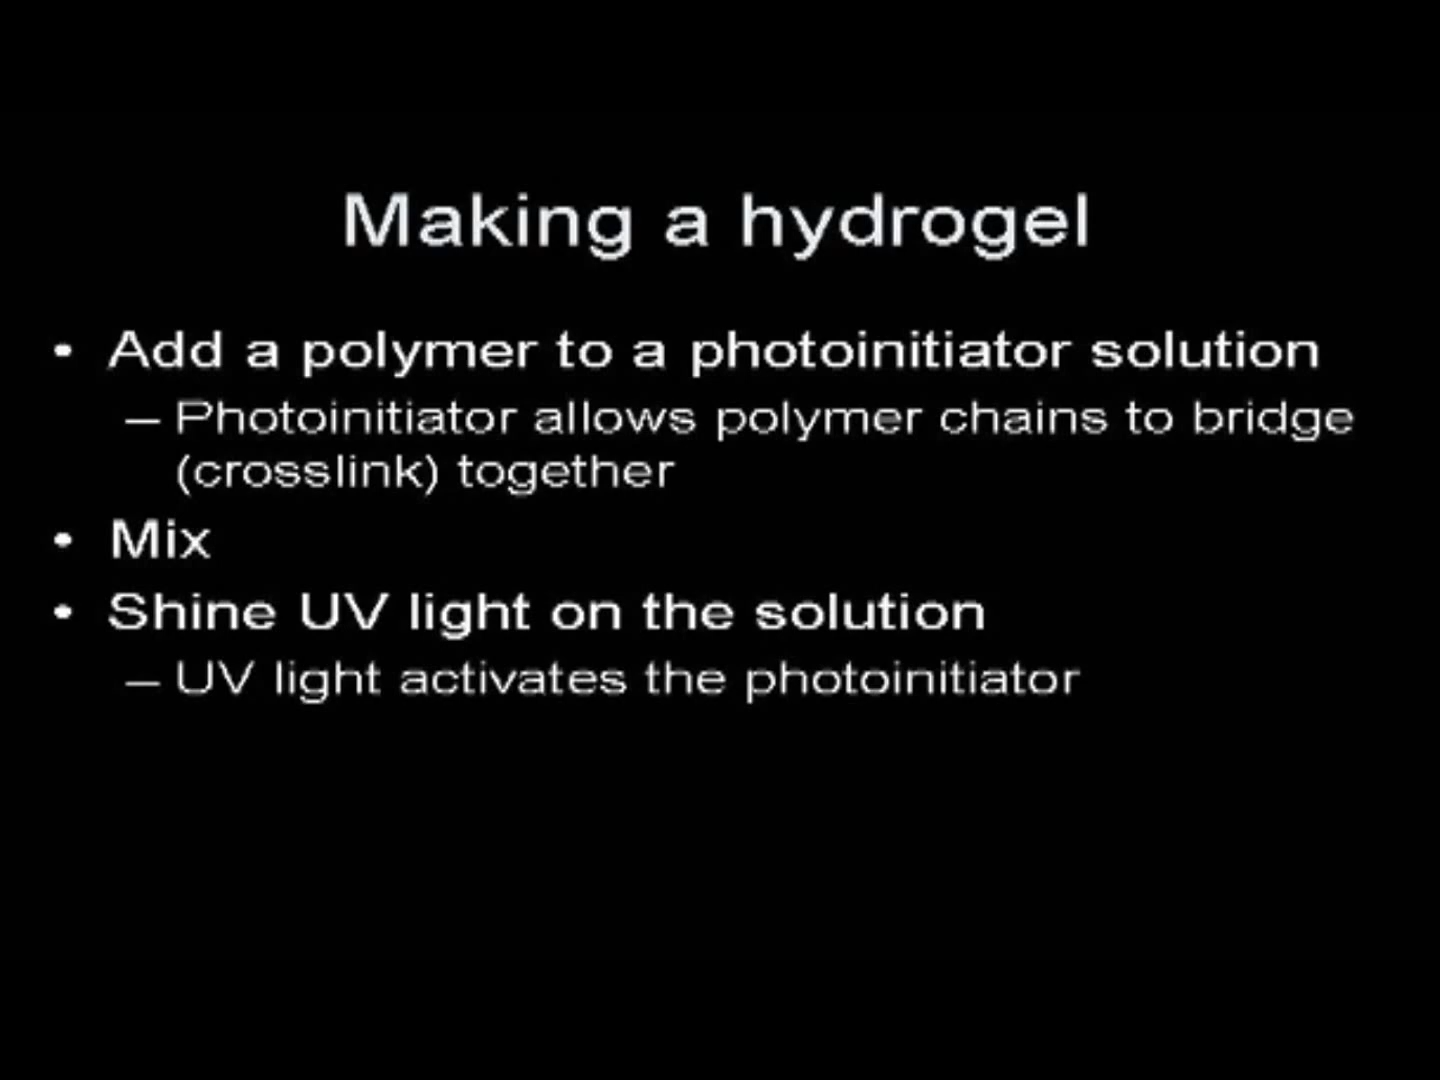 Making a hydrogel
• Add a polymer to a photoinitiator solution
– Photoinitiator allows polymer chains to bridge
(crosslink) together
• Mix
• Shine UV light on the solution
– UV light activates the photoinitiator